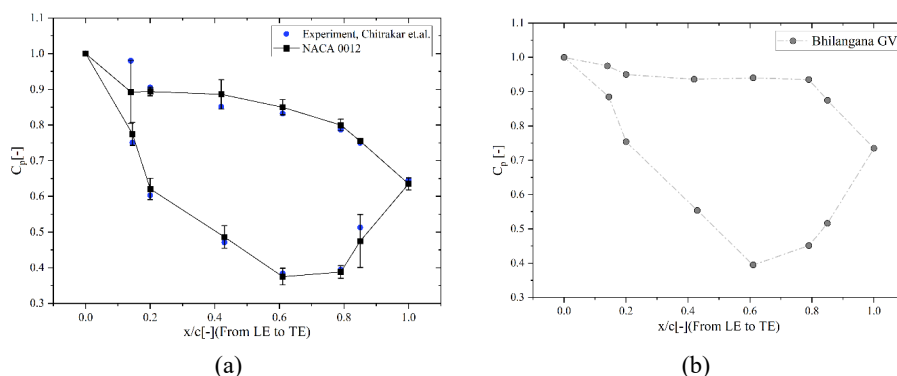 1.1
1.0
0.9
0.8
0.7
0.6
0.5
0.4
0.3
C_p[-]
Experiment, Chitrakar et.al.
NACA 0012
0.0 0.2 0.4 0.6 0.8 1.0
x/c[-](From LE to TE)
(a)
1.1
1.0
0.9
0.8
0.7
0.6
0.5
0.4
0.3
C_p [-]
Bhilangana GV
0.0 0.2 0.4 0.6 0.8 1.0
x/c[-](From LE to TE)
(b)